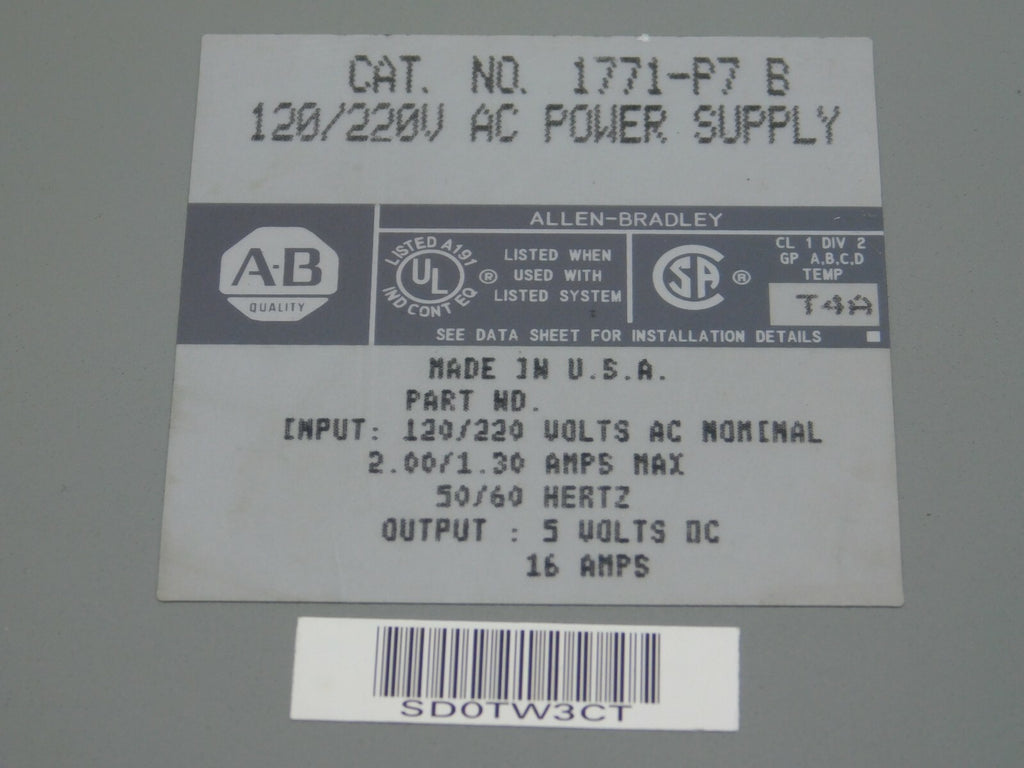 CAT. NO. 1771-P7 B
120/220V AC POWER SUPPLY
ALLEN-BRADLEY
A-B
QUALITY
LISTED A191
UL
IND CONT EQ
®
LISTED WHEN
USED WITH
LISTED SYSTEM
SA
®
CL 1 DIV 2
GP A,B,C,D
TEMP
T4A
SEE DATA SHEET FOR INSTALLATION DETAILS
MADE IN U.S.A.
PART NO.
INPUT: 120/220 VOLTS AC NOMINAL
2.00/1.30 AMPS MAX
50/60 HERTZ
OUTPUT : 5 VOLTS DC
16 AMPS
SD0TW3CT